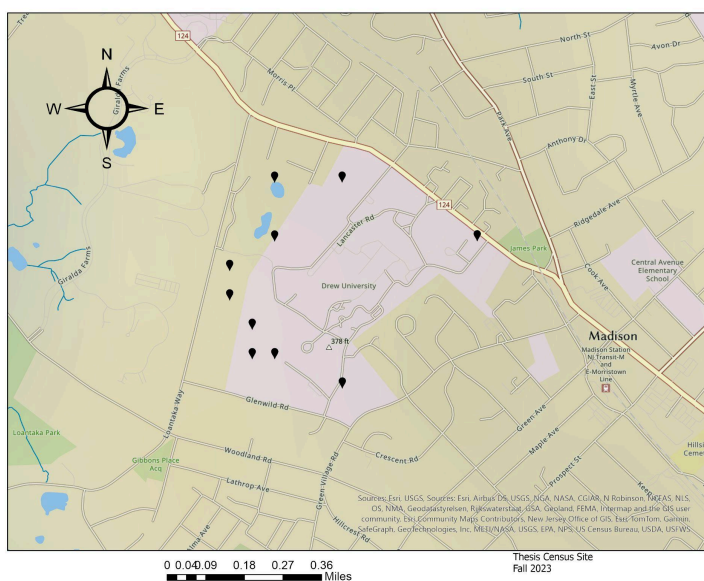 124
North St
Avon Dr
N
W
E
S
Giralda Farms
Morris Pl
South St
East St
Myrtle Ave
Park Ave
Anthony Dr
124
Lancaster Rd
Ridgedale Ave
James Park
Giralda Farms
Drew University
Cook Ave
Central Avenue
Elementary
School
378 ft
Madison
Madison Station
NJ Transit-M
and
E-Morristown
Line
Loantaka Way
Glenwild Rd
Green Ave
Maple Ave
Loantaka Park
Gibbons Place
Acq
Woodland Rd
Crescent Rd
Prospect St
Lathrop Ave
Green Village Rd
Hillcrest Rd
Sources: Esri, USGS, Sources: Esri, Airbus DS, USGS, NGA, NASA, CGIAR, N Robinson, NCEAS, NLS,
OS, NMA, Geodatastyrelsen, Rijkswaterstaat, GSA, Geoland, FEMA, Intermap and the GIS user
community, Esri Community Maps Contributors, New Jersey Office of GIS, Esri, TomTom, Garmin,
SafeGraph, GeoTechnologies, Inc, METI/NASA, USGS, EPA, NPS, US Census Bureau, USDA, USFWS
0 0.04 0.09 0.18 0.27 0.36
Miles
Thesis Census Site
Fall 2023